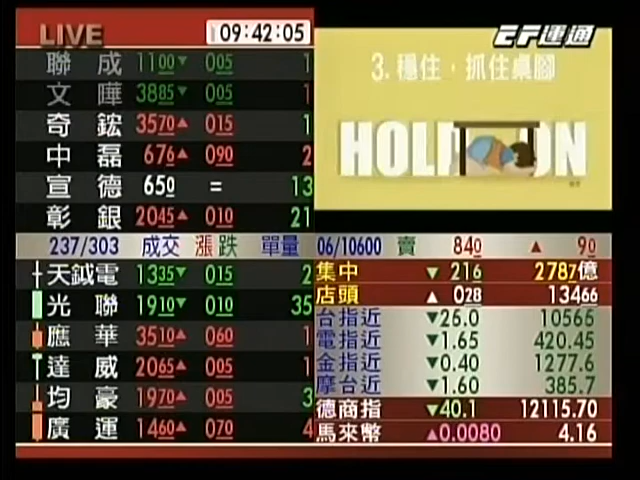 LIVE 09:42:05
聯成 1100▼ 005 1
文曄 3885▼ 005 1
奇鋐 3570▲ 015 1
中磊 676▲ 090 2
宣德 650 = 13
彰銀 2045▲ 010 21
EF運通
3. 穩住，抓住桌腳
HOLD ON
237/303 成交 漲跌 單量
天鉞電 1335▼ 015 2
光聯 1910▼ 010 35
應華 3510▲ 060 1
達威 2065▲ 005 1
均豪 1970▲ 005 3
廣運 1460▲ 070 4
06/10600 賣 840 ▲ 90
集中 ▼ 216 2787億
店頭 ▲ 028 13466
台指近 ▼26.0 10565
電指近 ▼1.65 420.45
金指近 ▼0.40 1277.6
摩台近 ▼1.60 385.7
德商指 ▼40.1 12115.70
馬來幣 ▲0.0080 4.16